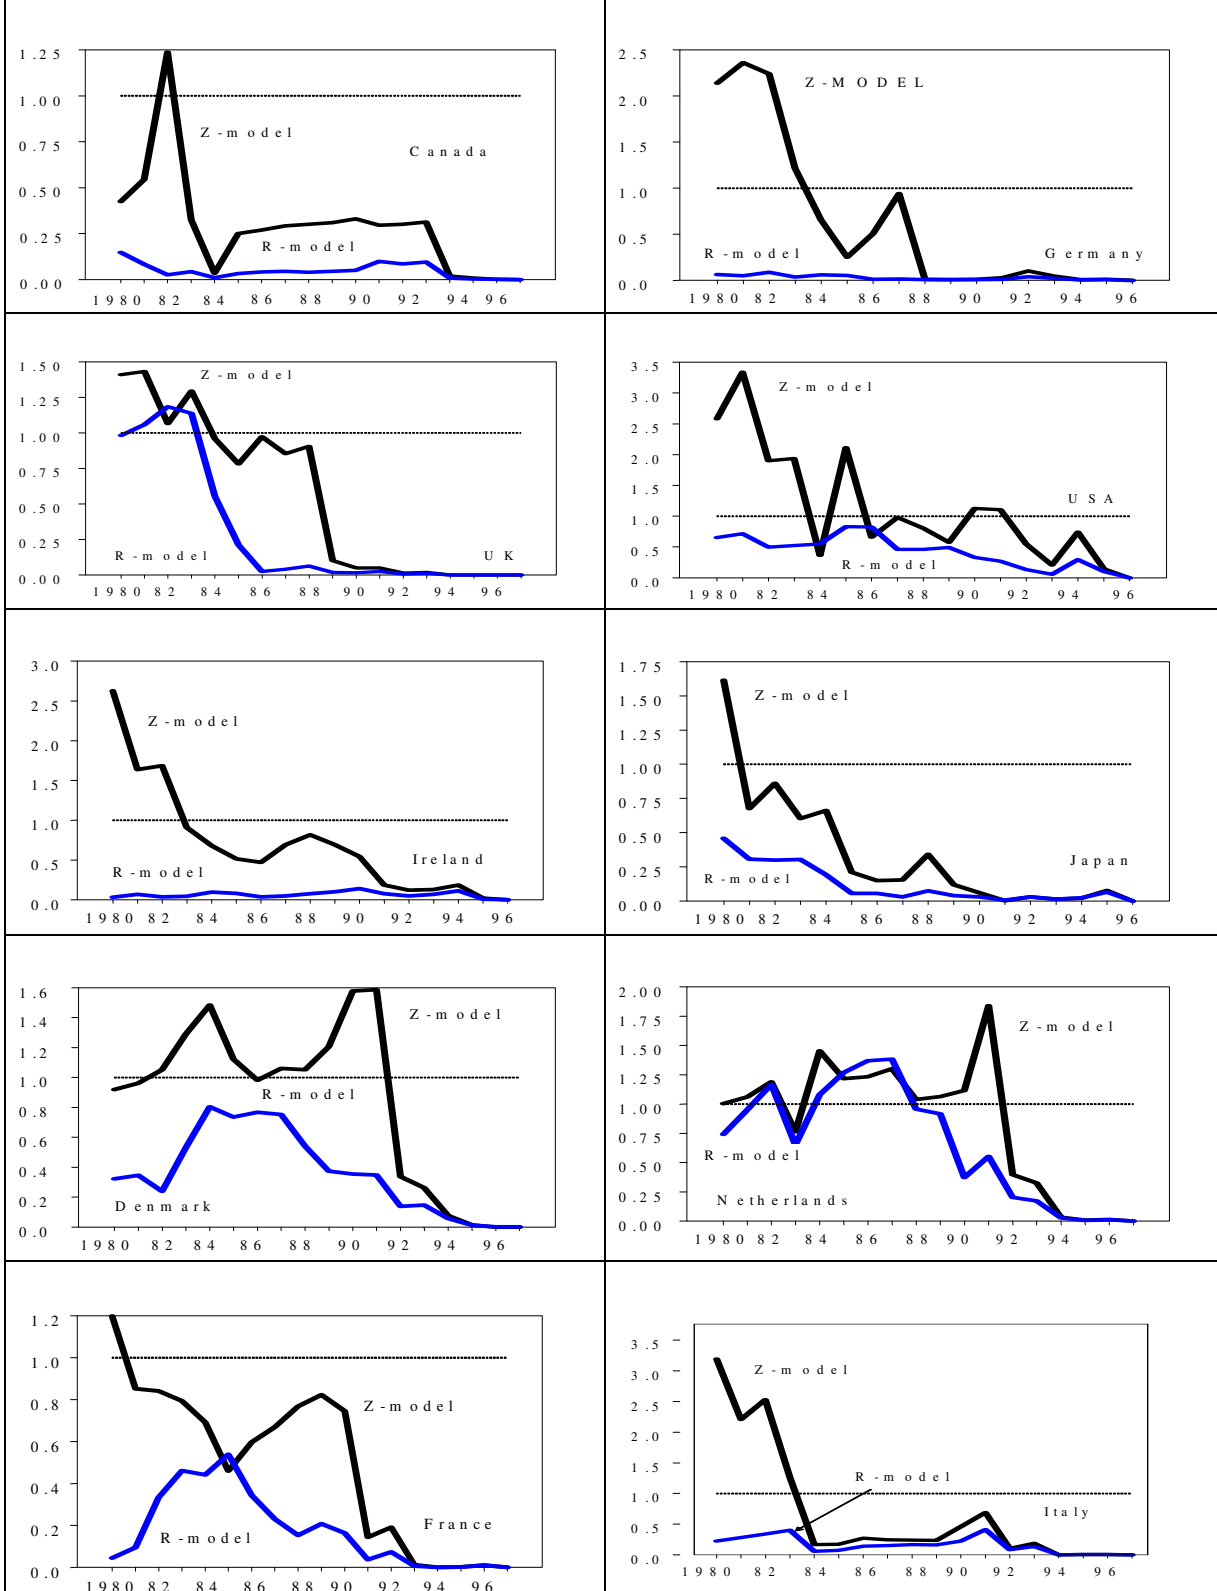 1.25
1.00
Z-model
0.75
Canada
0.50
0.25
R-model
0.00
1980 82 84 86 88 90 92 94 96
2.5
Z-MODEL
2.0
1.5
1.0
0.5
R-model
Germany
0.0
1980 82 84 86 88 90 92 94 96
1.50
Z-model
1.25
1.00
0.75
0.50
0.25
R-model
UK
0.00
1980 82 84 86 88 90 92 94 96
3.5
3.0
Z-model
2.5
2.0
1.5
USA
1.0
0.5
R-model
0.0
1980 82 84 86 88 90 92 94 96
3.0
2.5
Z-model
2.0
1.5
1.0
Ireland
0.5
R-model
0.0
1980 82 84 86 88 90 92 94 96
1.75
1.50
Z-model
1.25
1.00
0.75
0.50
Japan
0.25
R-model
0.00
1980 82 84 86 88 90 92 94 96
1.6
1.4
Z-model
1.2
1.0
R-model
0.8
0.6
0.4
0.2
Denmark
0.0
1980 82 84 86 88 90 92 94 96
2.00
1.75
Z-model
1.50
1.25
1.00
0.75
R-model
0.50
0.25
Netherlands
0.00
1980 82 84 86 88 90 92 94 96
1.2
1.0
0.8
Z-model
0.6
0.4
0.2
R-model
France
0.0
1980 82 84 86 88 90 92 94 96
3.5
3.0
Z-model
2.5
2.0
1.5
R-model
1.0
Italy
0.5
0.0
1980 82 84 86 88 90 92 94 96